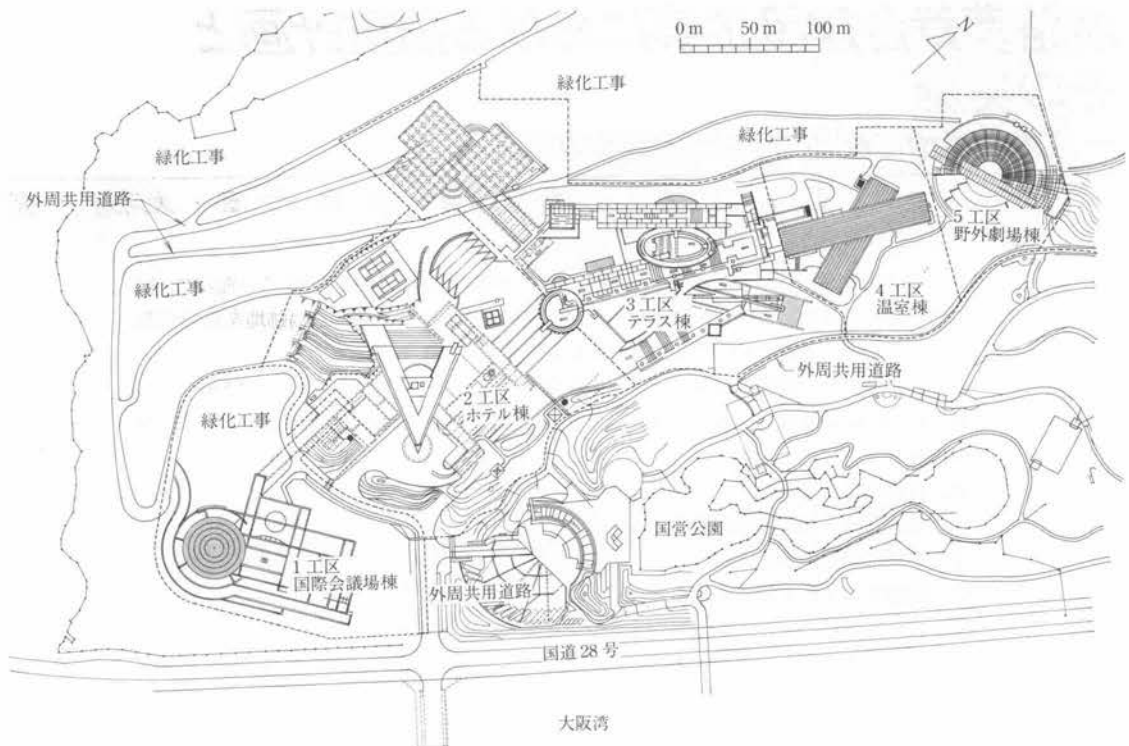 0 m 50 m 100 m
N
緑化工事
緑化工事
緑化工事
外周共用道路
5工区
野外劇場棟
緑化工事
4工区
温室棟
3工区
テラス棟
外周共用道路
2工区
ホテル棟
緑化工事
国営公園
1工区
国際会議場棟
外周共用道路
国道28号
大阪湾